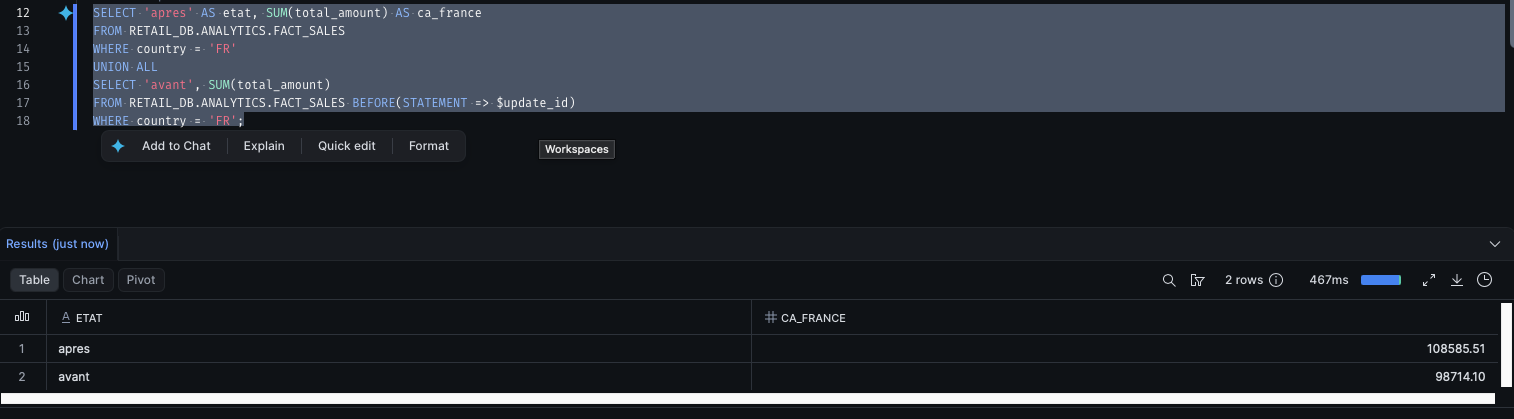 12 SELECT 'apres' AS etat, SUM(total_amount) AS ca_france
13 FROM RETAIL_DB.ANALYTICS.FACT_SALES
14 WHERE country = 'FR'
15 UNION ALL
16 SELECT 'avant', SUM(total_amount)
17 FROM RETAIL_DB.ANALYTICS.FACT_SALES BEFORE(STATEMENT => $update_id)
18 WHERE country = 'FR';
Add to Chat Explain Quick edit Format
Workspaces
Results (just now)
Table Chart Pivot 2 rows 467ms
A ETAT # CA_FRANCE
1 apres 108585.51
2 avant 98714.10